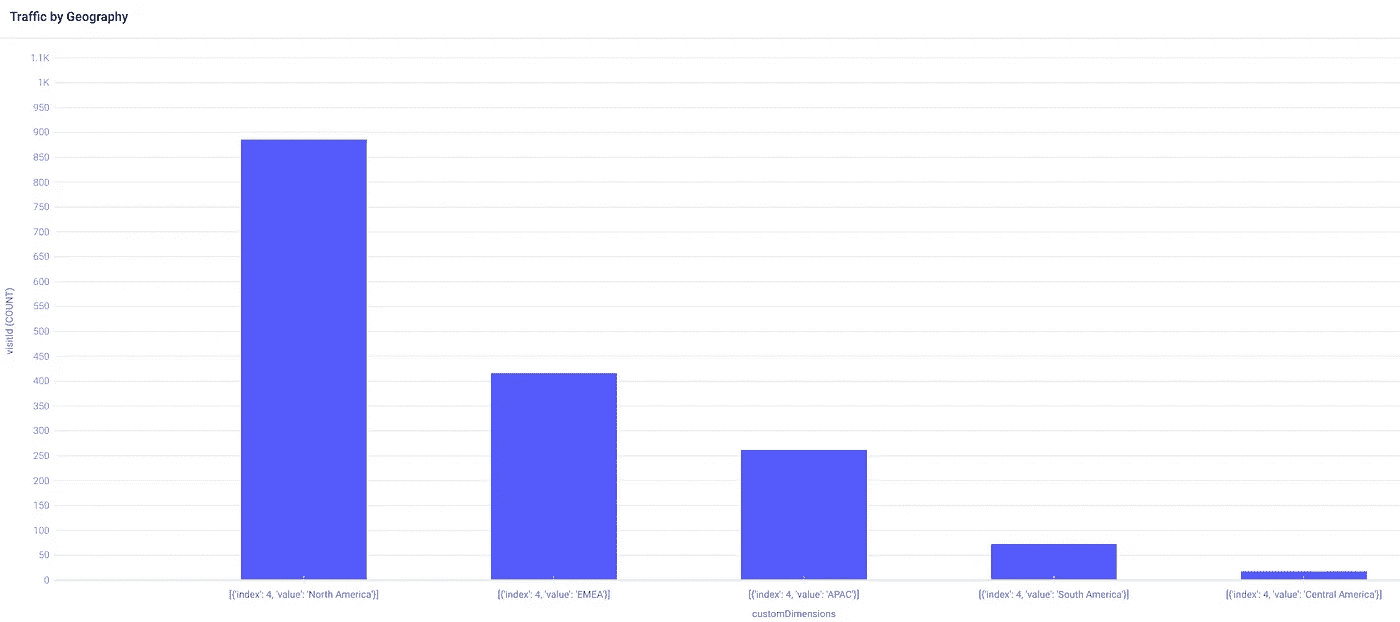 Traffic by Geography
1.1K
1K
950
900
850
800
750
700
650
600
550
500
450
400
350
300
250
200
150
100
50
0
visitId (COUNT)
[{'index': 4, 'value': 'North America'}]
[{'index': 4, 'value': 'EMEA'}]
[{'index': 4, 'value': 'APAC'}]
[{'index': 4, 'value': 'South America'}]
[{'index': 4, 'value': 'Central America'}]
customDimensions